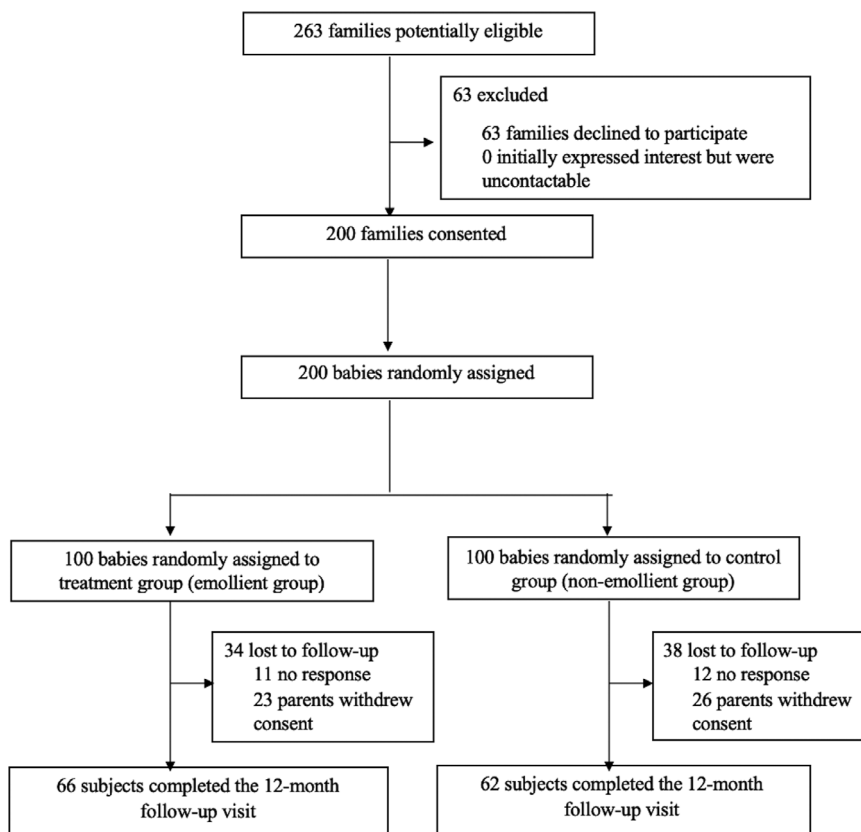 263 families potentially eligible
63 excluded
63 families declined to participate
0 initially expressed interest but were
uncontactable
200 families consented
200 babies randomly assigned
100 babies randomly assigned to
treatment group (emollient group)
100 babies randomly assigned to control
group (non-emollient group)
34 lost to follow-up
11 no response
23 parents withdrew
consent
38 lost to follow-up
12 no response
26 parents withdrew
consent
66 subjects completed the 12-month
follow-up visit
62 subjects completed the 12-month
follow-up visit